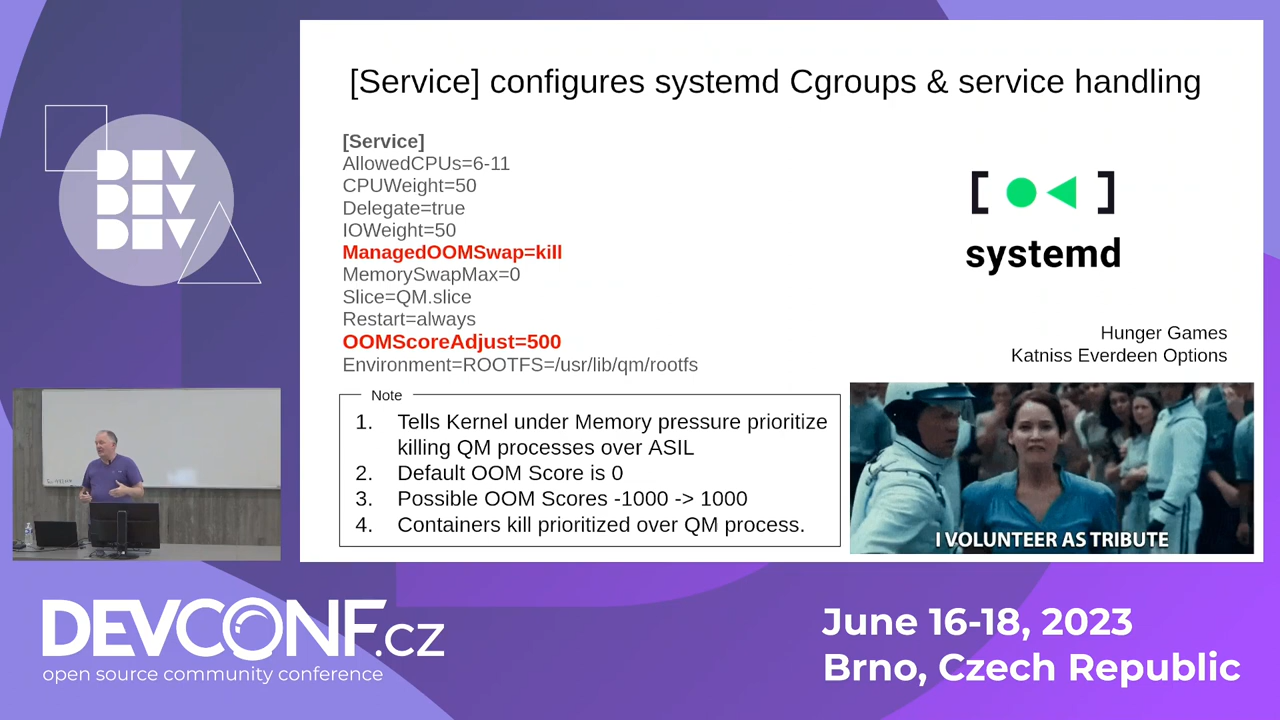 [Service] configures systemd Cgroups & service handling
[Service]
AllowedCPUs=6-11
CPUWeight=50
Delegate=true
IOWeight=50
ManagedOOMSwap=kill
MemorySwapMax=0
Slice=QM.slice
Restart=always
OOMScoreAdjust=500
Environment=ROOTFS=/usr/lib/qm/rootfs
Note
1. Tells Kernel under Memory pressure prioritize
killing QM processes over ASIL
2. Default OOM Score is 0
3. Possible OOM Scores -1000 -> 1000
4. Containers kill prioritized over QM process.
[ ]
systemd
Hunger Games
Katniss Everdeen Options
I VOLUNTEER AS TRIBUTE
DEV
DEV
DEV
DEVCONF.cz
open source community conference
June 16-18, 2023
Brno, Czech Republic